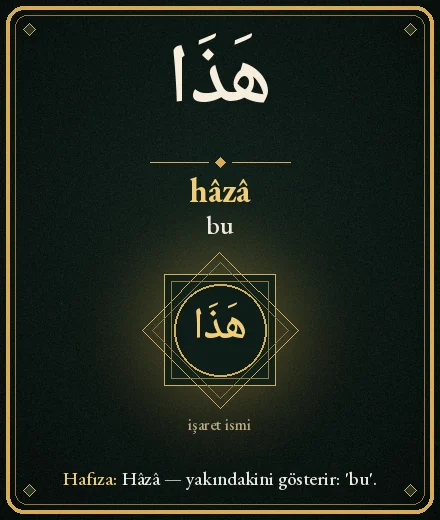 هَذَا
hâzâ
bu
هَذَا
işaret ismi
Hafıza: Hâzâ — yakındakini gösterir: 'bu'.